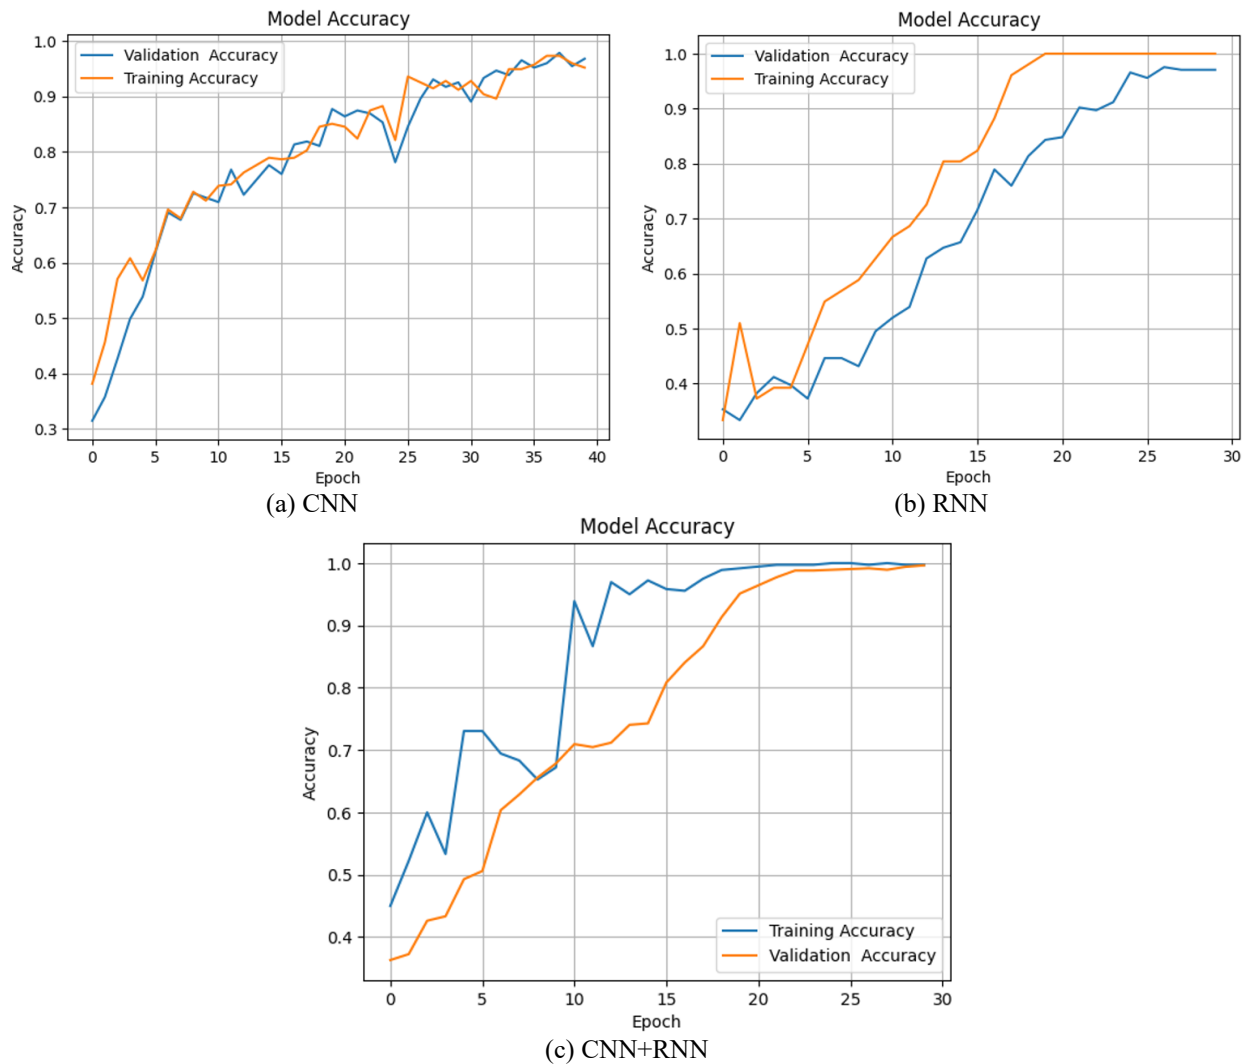 Model Accuracy
1.0
0.9
0.8
0.7
0.6
0.5
0.4
0.3
Accuracy
Validation  Accuracy
Training Accuracy
0 5 10 15 20 25 30 35 40
Epoch
(a) CNN
Model Accuracy
1.0
0.9
0.8
0.7
0.6
0.5
0.4
Accuracy
Validation  Accuracy
Training Accuracy
0 5 10 15 20 25 30
Epoch
(b) RNN
Model Accuracy
1.0
0.9
0.8
0.7
0.6
0.5
0.4
Accuracy
Training Accuracy
Validation  Accuracy
0 5 10 15 20 25 30
Epoch
(c) CNN+RNN